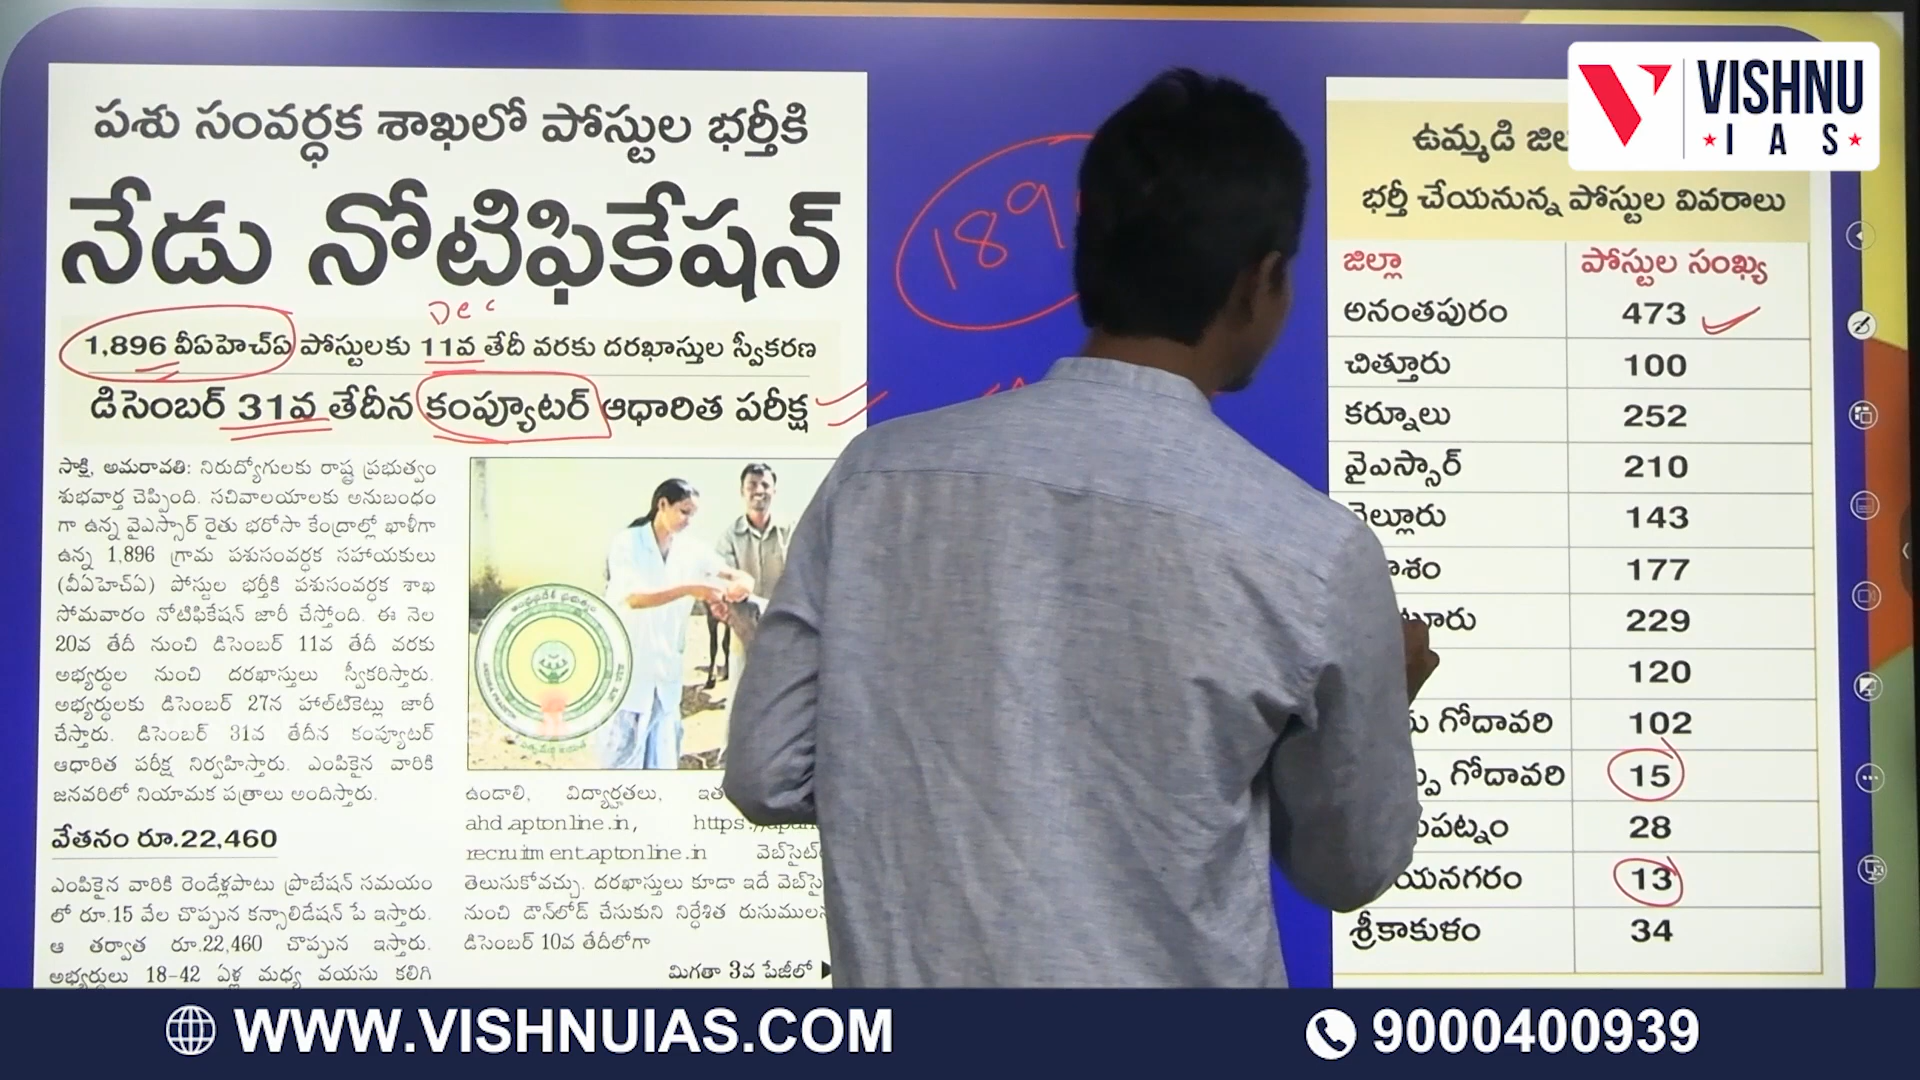 పశు సంవర్ధక శాఖలో పోస్టుల భర్తీకి
నేడు నోటిఫికేషన్
Dec
1,896 వీఏహెచ్ఏ పోస్టులకు 11వ తేదీ వరకు దరఖాస్తుల స్వీకరణ
డిసెంబర్ 31వ తేదీన కంప్యూటర్ ఆధారిత పరీక్ష
సాక్షి, అమరావతి: నిరుద్యోగులకు రాష్ట్ర ప్రభుత్వం
శుభవార్త చెప్పింది. సచివాలయాలకు అనుబంధం
గా ఉన్న వైఎస్సార్ రైతు భరోసా కేంద్రాల్లో ఖాళీగా
ఉన్న 1,896 గ్రామ పశుసంవర్ధక సహాయకులు
(వీఏహెచ్ఏ) పోస్టుల భర్తీకి పశుసంవర్ధక శాఖ
సోమవారం నోటిఫికేషన్ జారీ చేస్తోంది. ఈ నెల
20వ తేదీ నుంచి డిసెంబర్ 11వ తేదీ వరకు
అభ్యర్థుల నుంచి దరఖాస్తులు స్వీకరిస్తారు.
అభ్యర్థులకు డిసెంబర్ 27న హాల్‌టికెట్లు జారీ
చేస్తారు. డిసెంబర్ 31వ తేదీన కంప్యూటర్
ఆధారిత పరీక్ష నిర్వహిస్తారు. ఎంపికైన వారికి
జనవరిలో నియామక పత్రాలు అందిస్తారు.
వేతనం రూ.22,460
ఎంపికైన వారికి రెండేళ్లపాటు ప్రొబేషన్ సమయం
లో రూ.15 వేల చొప్పున కన్సాలిడేషన్ పే ఇస్తారు.
ఆ తర్వాత రూ.22,460 చొప్పున ఇస్తారు.
అభ్యర్థులు 18-42 ఏళ్ల మధ్య వయసు కలిగి
ఉండాలి, విద్యార్హతలు,
ahd.aptonline.in,
recruitment.aptonline.in వెబ్‌సైట్
తెలుసుకోవచ్చు. దరఖాస్తులు కూడా ఇదే
నుంచి డౌన్‌లోడ్ చేసుకుని నిర్దేశిత
డిసెంబర్ 10వ తేదీలోగా
మిగతా 3వ పేజీలో
189
ఉమ్మడి
భర్తీ చేయనున్న పోస్టుల వివరాలు
జిల్లా పోస్టుల సంఖ్య
అనంతపురం 473
చిత్తూరు 100
కర్నూలు 252
వైఎస్సార్ 210
నెల్లూరు 143
177
229
120
గోదావరి 102
గోదావరి 15
28
13
శ్రీకాకుళం 34
VISHNU
IAS
WWW.VISHNUIAS.COM
9000400939